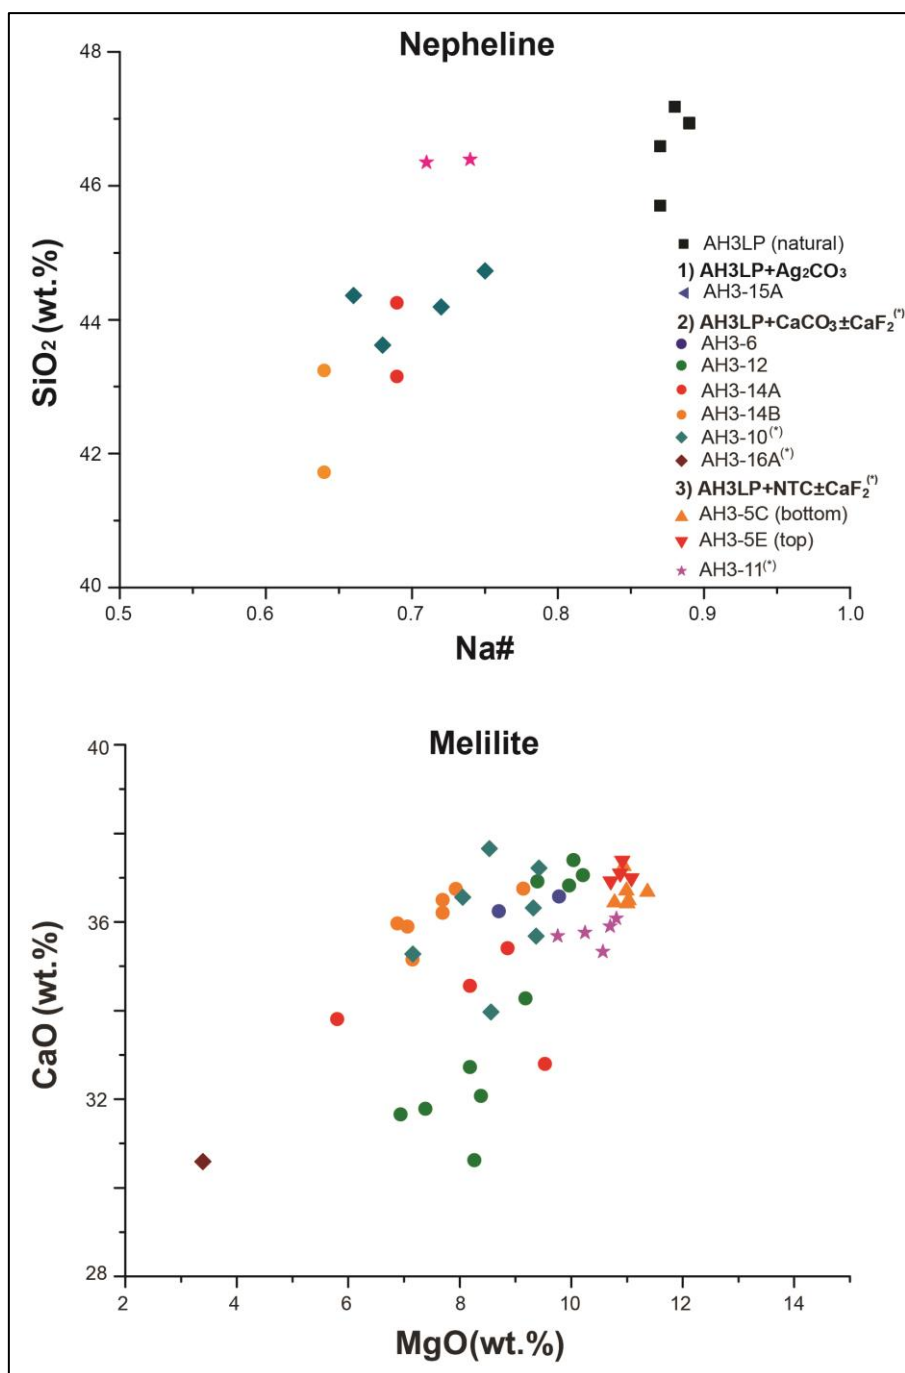 Nepheline
48
46
44
42
40
SiO₂ (wt.%)
0.5 0.6 0.7 0.8 0.9 1.0
Na#
AH3LP (natural)
1) AH3LP+Ag₂CO₃
AH3-15A
2) AH3LP+CaCO₃±CaF₂(*)
AH3-6
AH3-12
AH3-14A
AH3-14B
AH3-10(*)
AH3-16A(*)
3) AH3LP+NTC±CaF₂(*)
AH3-5C (bottom)
AH3-5E (top)
AH3-11(*)
Melilite
40
36
32
28
CaO (wt.%)
2 4 6 8 10 12 14
MgO(wt.%)